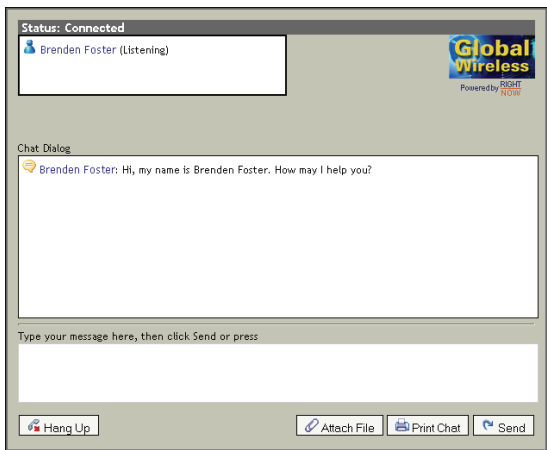 Status: Connected
Brenden Foster (Listening)
Global
Wireless
Powered by RIGHT
NOW
Chat Dialog
Brenden Foster: Hi, my name is Brenden Foster. How may I help you?
Type your message here, then click Send or press
Hang Up
Attach File
Print Chat
Send